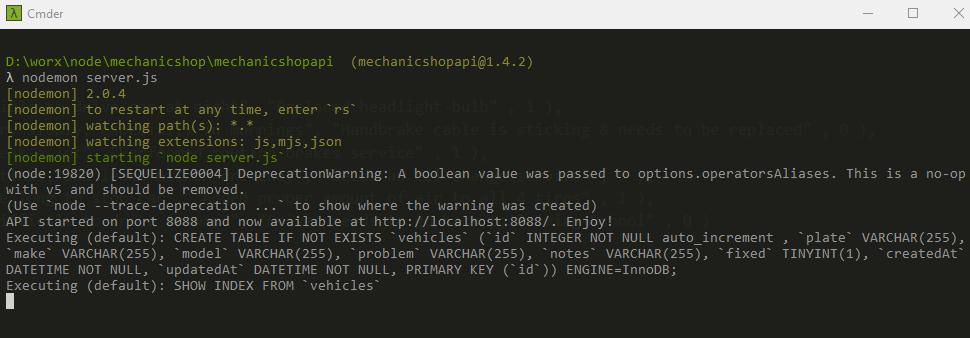 Cmder
D:\worx\node\mechanicshop\mechanicshopapi (mechanicshopapi@1.4.2)
λ nodemon server.js
[nodemon] 2.0.4
[nodemon] to restart at any time, enter `rs`
[nodemon] watching path(s): *.*
[nodemon] watching extensions: js,mjs,json
[nodemon] starting `node server.js`
(node:19820) [SEQUELIZE0004] DeprecationWarning: A boolean value was passed to options.operatorsAliases. This is a no-op
with v5 and should be removed.
(Use `node --trace-deprecation ...` to show where the warning was created)
API started on port 8088 and now available at http://localhost:8088/. Enjoy!
Executing (default): CREATE TABLE IF NOT EXISTS `vehicles` (`id` INTEGER NOT NULL auto_increment , `plate` VARCHAR(255),
`make` VARCHAR(255), `model` VARCHAR(255), `problem` VARCHAR(255), `notes` VARCHAR(255), `fixed` TINYINT(1), `createdAt`
DATETIME NOT NULL, `updatedAt` DATETIME NOT NULL, PRIMARY KEY (`id`)) ENGINE=InnoDB;
Executing (default): SHOW INDEX FROM `vehicles`